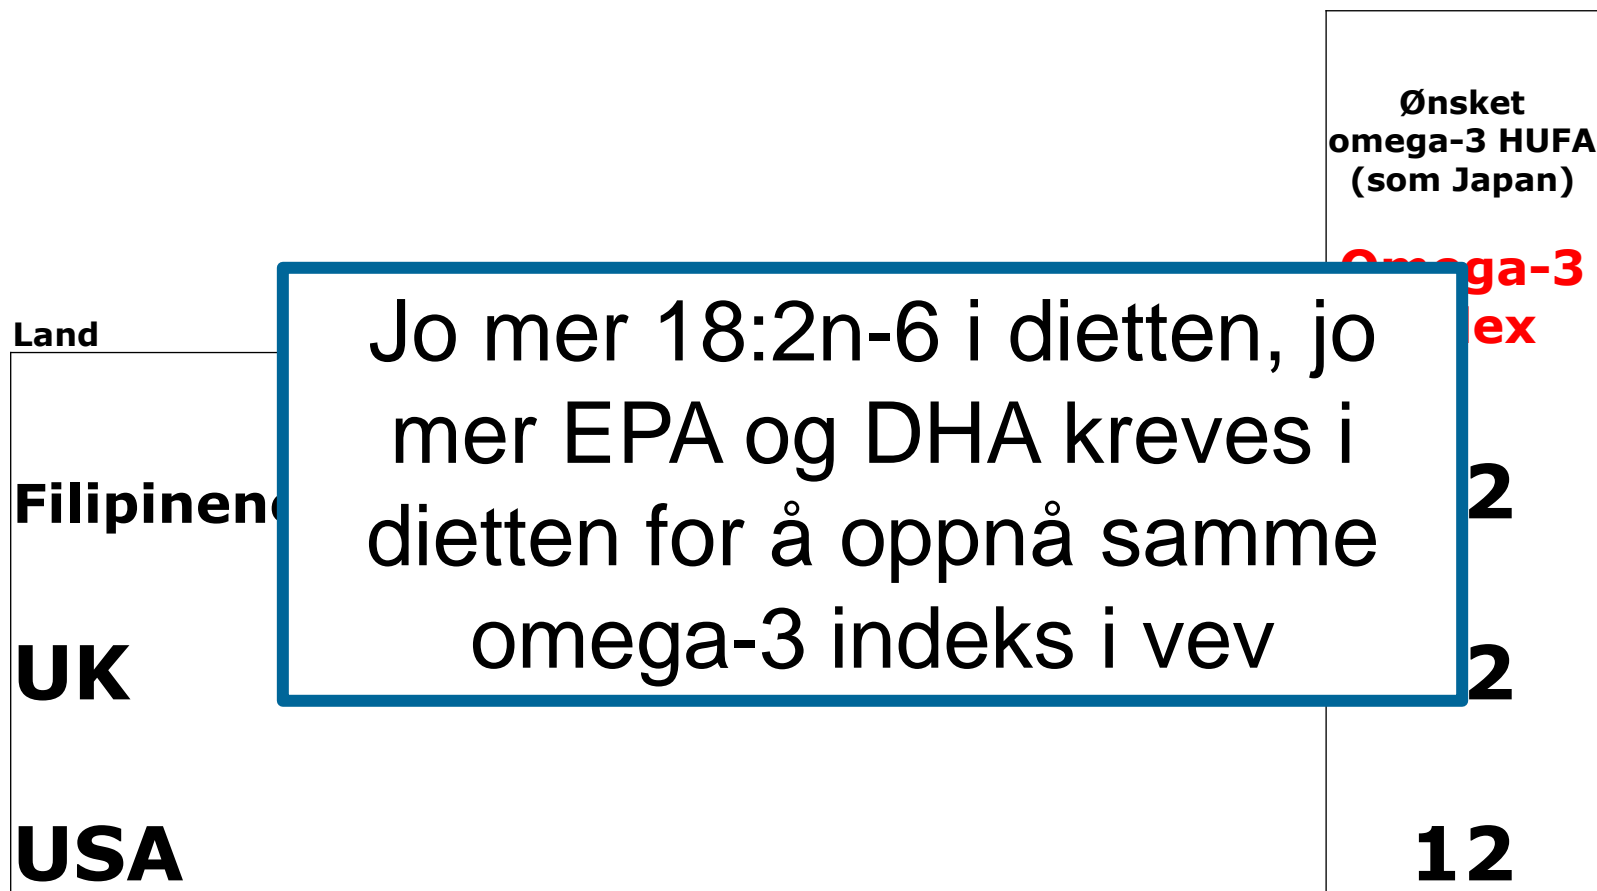 Ønsket
omega-3 HUFA
(som Japan)
Land
Jo mer 18:2n-6 i dietten, jo
mer EPA og DHA kreves i
dietten for å oppnå samme
omega-3 indeks i vev
UK
USA
12